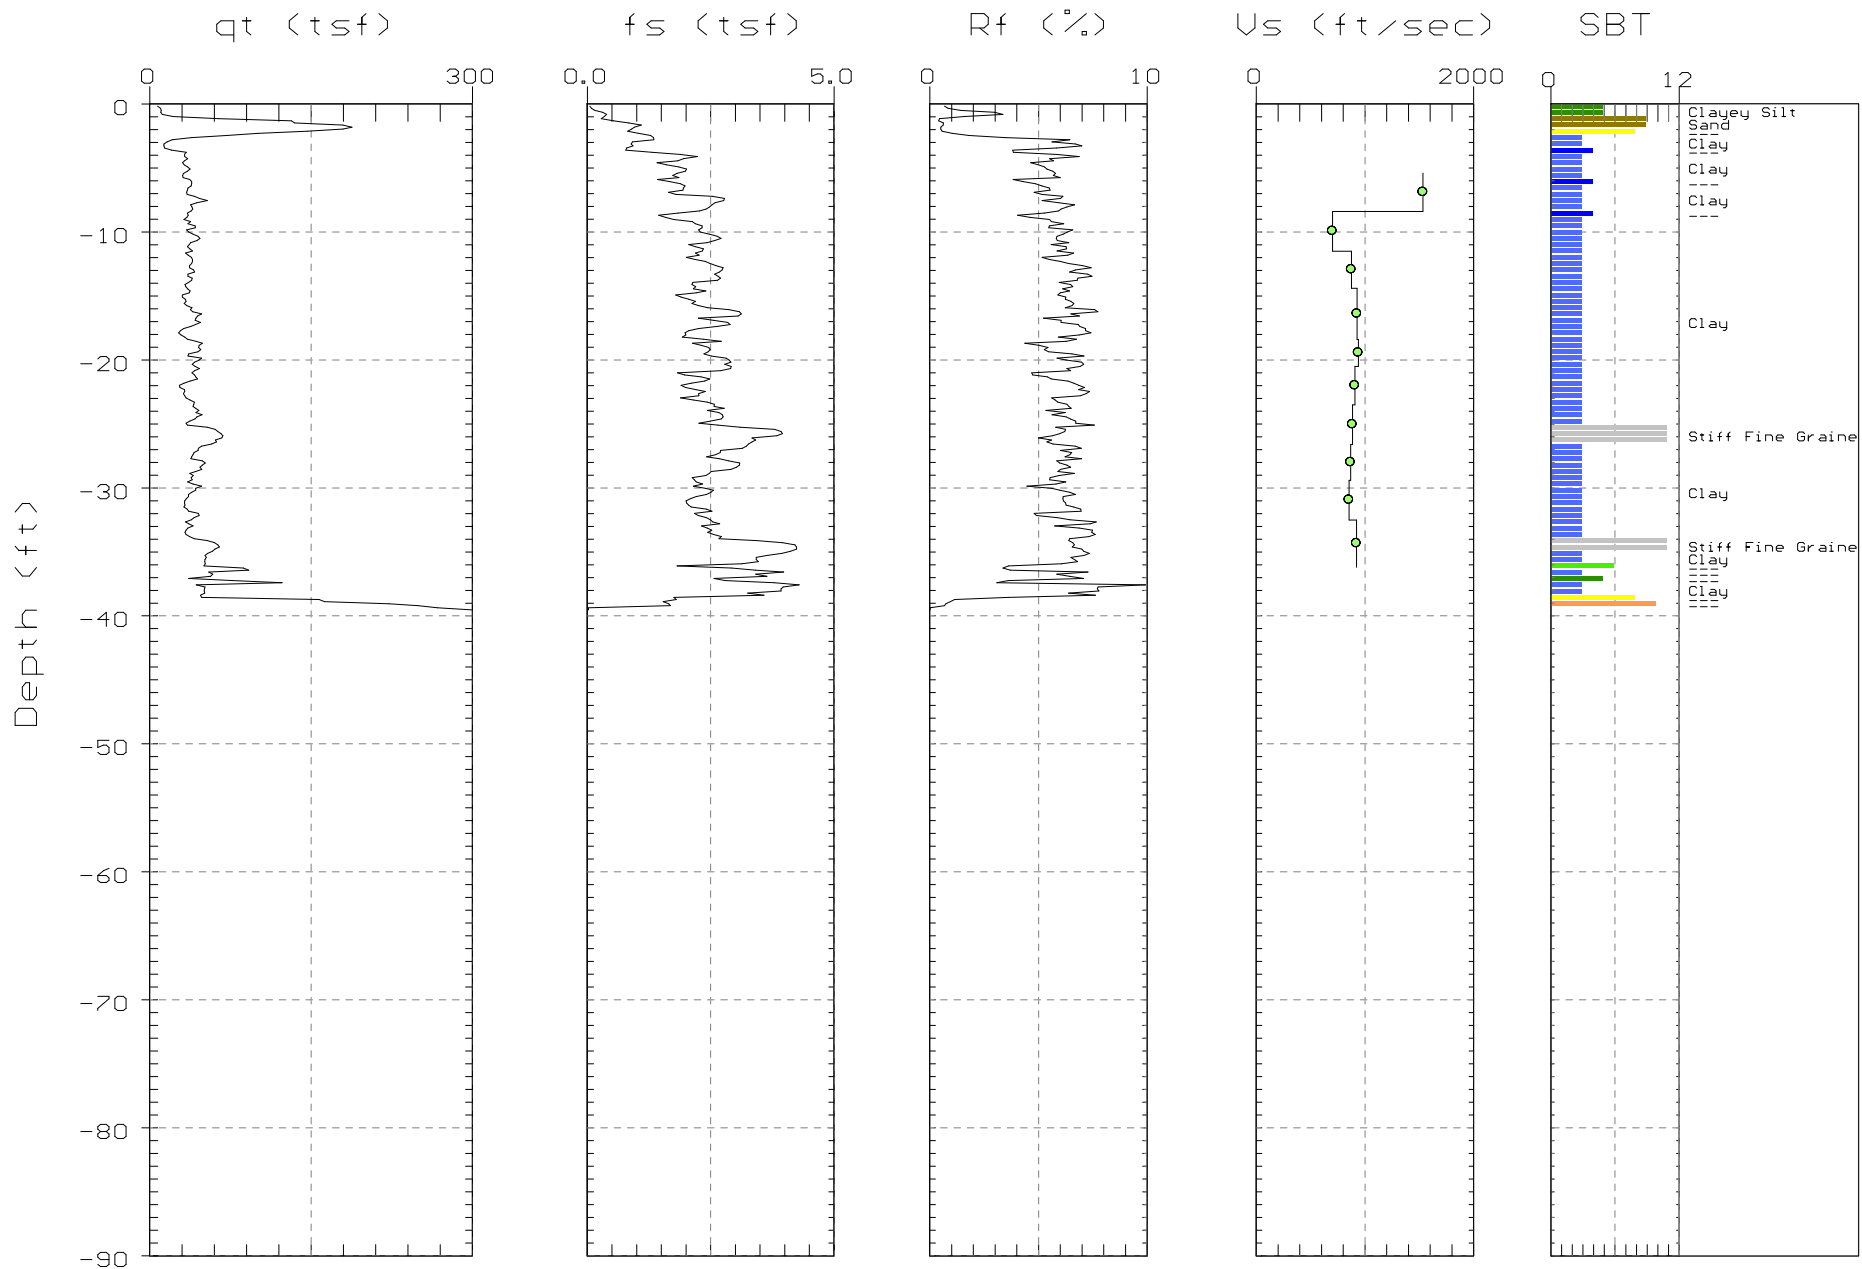 qt (tsf) fs (tsf) Rf (%) Vs (ft/sec) SBT
0 300 0.0 5.0 0 10 0 2000 0 12
0
-10
-20
-30
-40
-50
-60
-70
-80
-90
Depth (ft)
Clayey Silt
Sand
---
Clay
---
Clay
---
Clay
---
Clay
Stiff Fine Graine
Clay
Stiff Fine Graine
Clay
---
---
---
Clay
---
---